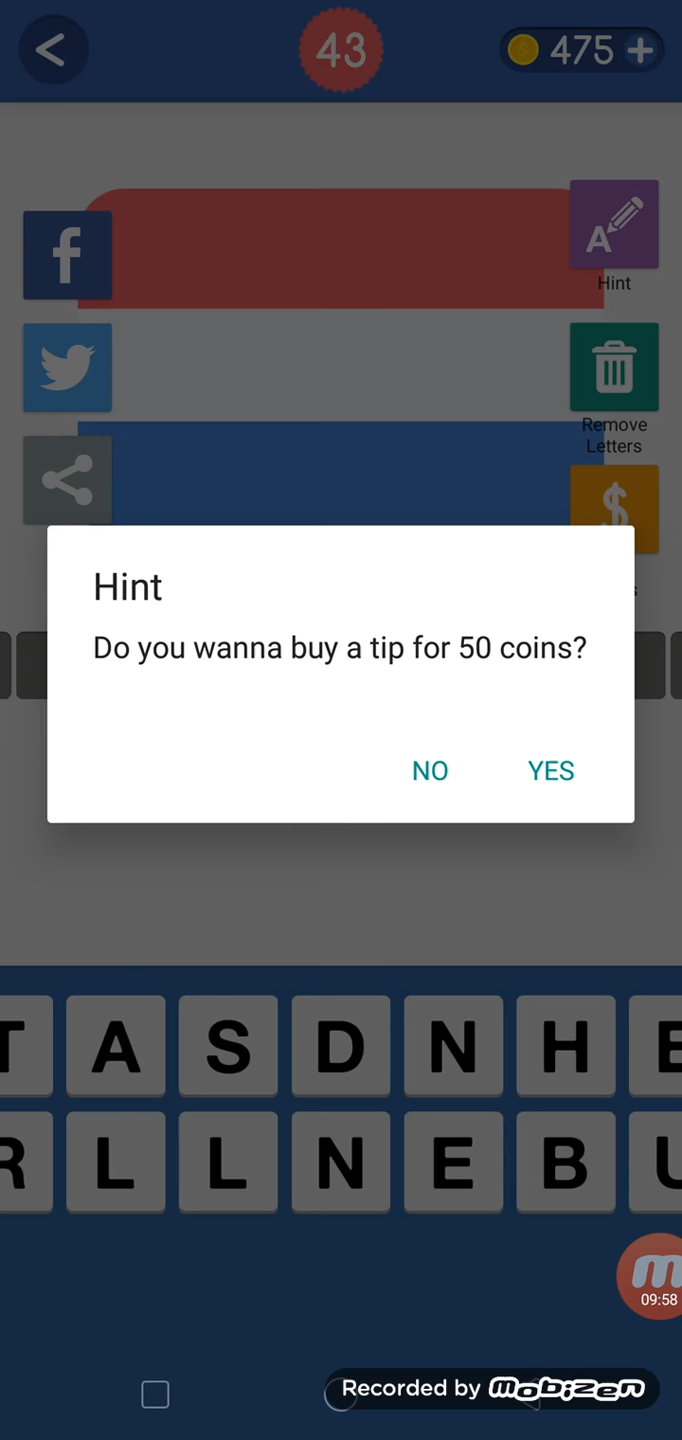 43
475
f
A
Hint
Remove
Letters
$
Hint
Do you wanna buy a tip for 50 coins?
NO YES
T A S D N H E
R L L N E B U
m
09:58
Recorded by mobizen